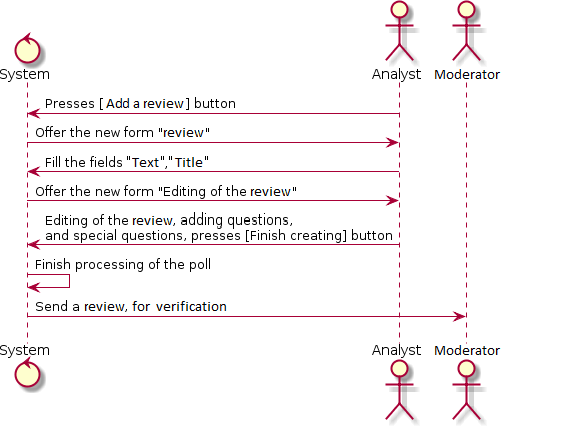 System Analyst Moderator
Presses [ Add a review ] button
Offer the new form "review"
Fill the fields "Text","Title"
Offer the new form "Editing of the review"
Editing of the review, adding questions,
and special questions, presses [Finish creating] button
Finish processing of the poll
Send a review, for verification
System Analyst Moderator